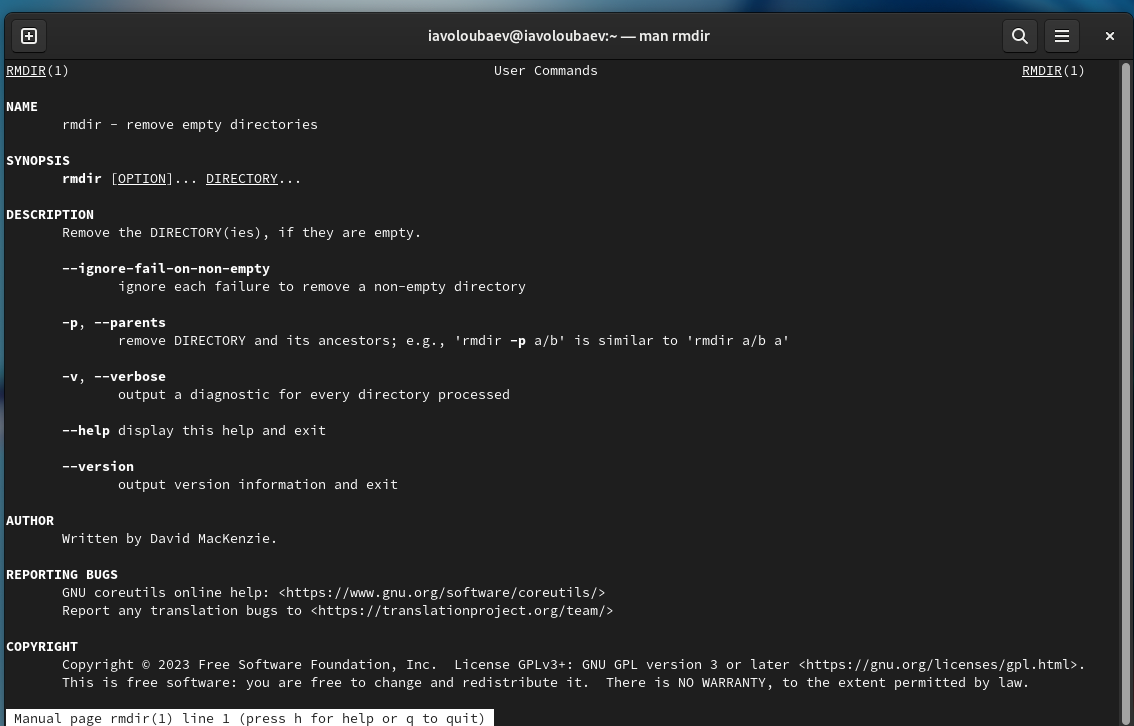 iavoloubaev@iavoloubaev:~ — man rmdir
RMDIR(1) User Commands RMDIR(1)
NAME
rmdir - remove empty directories
SYNOPSIS
rmdir [OPTION]... DIRECTORY...
DESCRIPTION
Remove the DIRECTORY(ies), if they are empty.
--ignore-fail-on-non-empty
ignore each failure to remove a non-empty directory
-p, --parents
remove DIRECTORY and its ancestors; e.g., 'rmdir -p a/b' is similar to 'rmdir a/b a'
-v, --verbose
output a diagnostic for every directory processed
--help display this help and exit
--version
output version information and exit
AUTHOR
Written by David MacKenzie.
REPORTING BUGS
GNU coreutils online help: <https://www.gnu.org/software/coreutils/>
Report any translation bugs to <https://translationproject.org/team/>
COPYRIGHT
Copyright © 2023 Free Software Foundation, Inc. License GPLv3+: GNU GPL version 3 or later <https://gnu.org/licenses/gpl.html>.
This is free software: you are free to change and redistribute it. There is NO WARRANTY, to the extent permitted by law.
Manual page rmdir(1) line 1 (press h for help or q to quit)